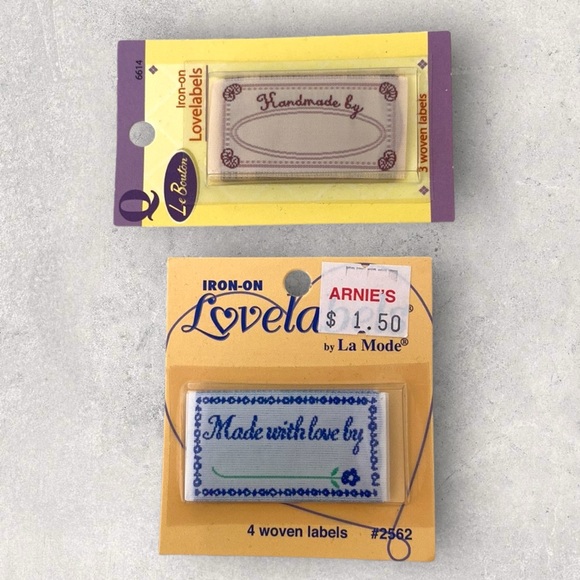 6614
Iron-on
Lovelabels
Handmade by
3 woven labels
Q
Le Bouton
IRON-ON
Lovela
ARNIE'S
$ 1.50
by La Mode®
Made with love by
4 woven labels #2562